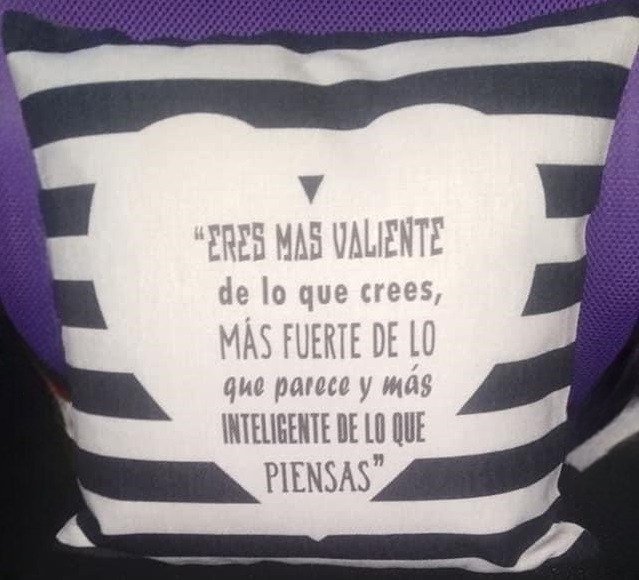 “ERES MAS VALIENTE
de lo que crees,
MÁS FUERTE DE LO
que parece y más
INTELIGENTE DE LO QUE
PIENSAS”